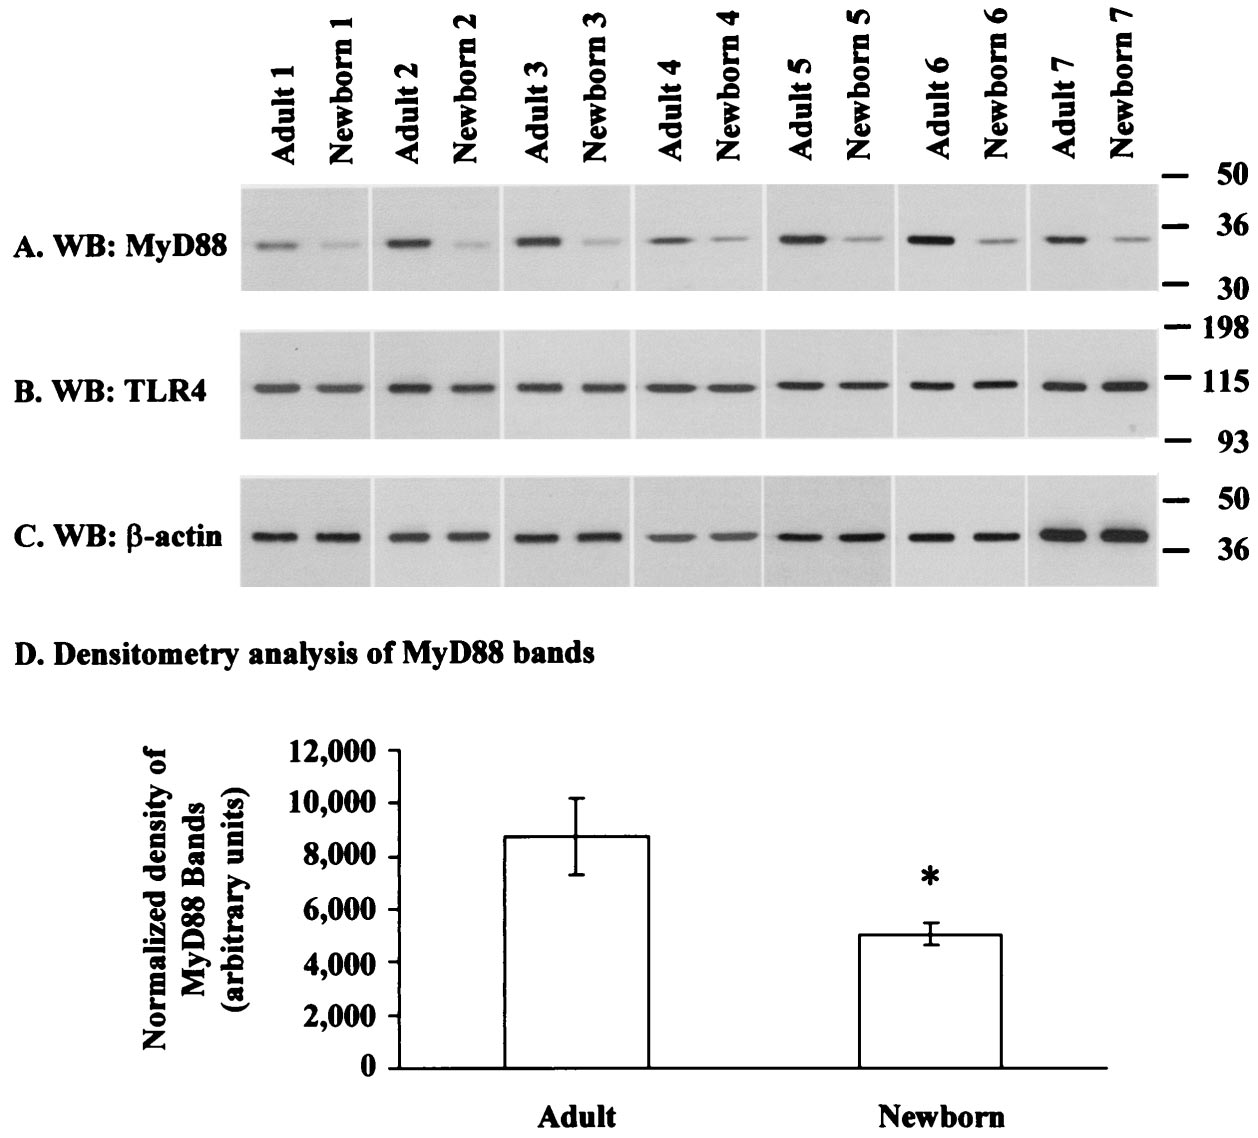 Adult 1
Newborn 1
Adult 2
Newborn 2
Adult 3
Newborn 3
Adult 4
Newborn 4
Adult 5
Newborn 5
Adult 6
Newborn 6
Adult 7
Newborn 7
A. WB: MyD88
50
36
30
B. WB: TLR4
198
115
93
C. WB: β-actin
50
36
D. Densitometry analysis of MyD88 bands
Normalized density of
MyD88 Bands
(arbitrary units)
12,000
10,000
8,000
6,000
4,000
2,000
0
*
Adult
Newborn